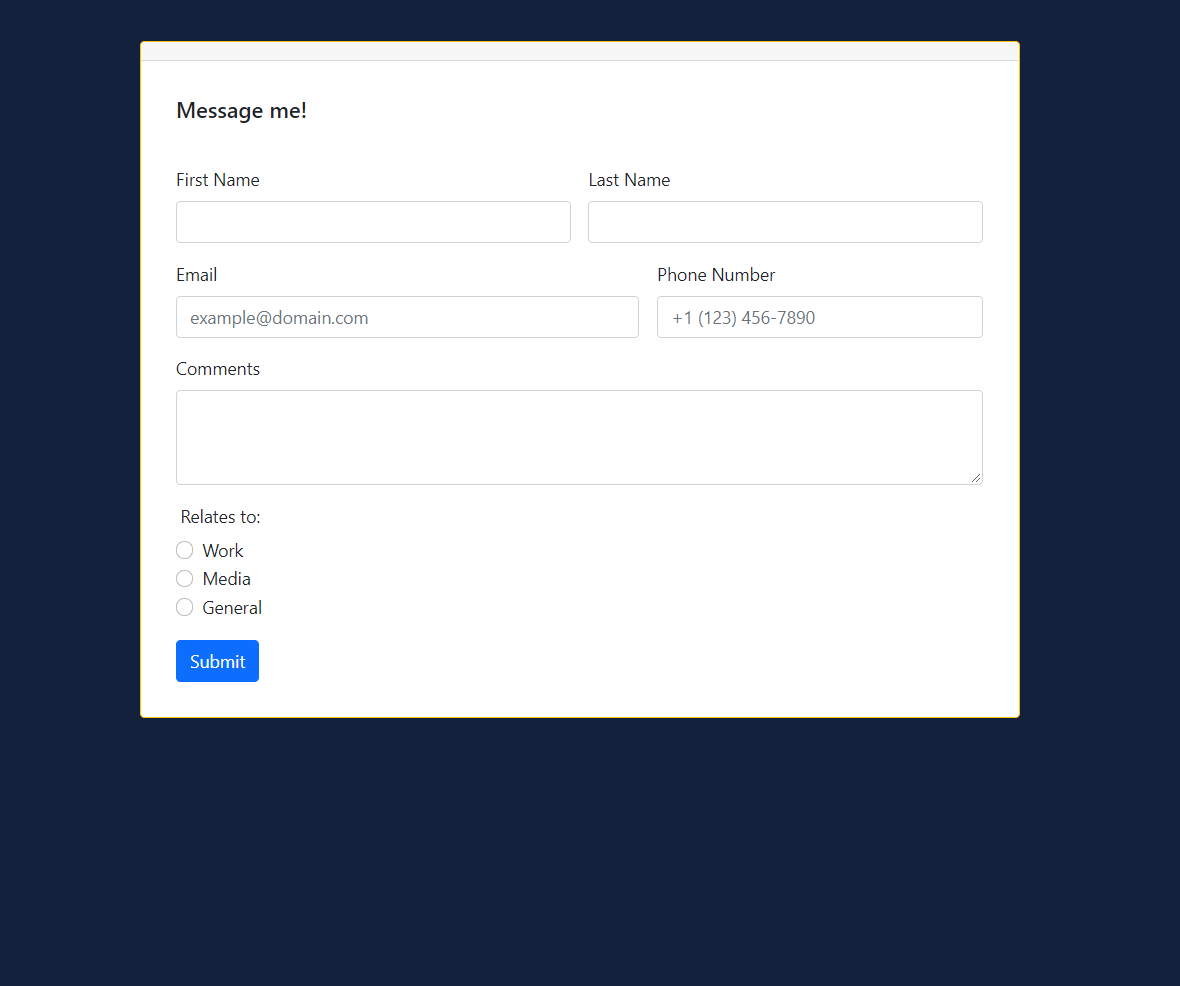 Message me!
First Name
Last Name
Email
Phone Number
example@domain.com
+1 (123) 456-7890
Comments
Relates to:
Work
Media
General
Submit